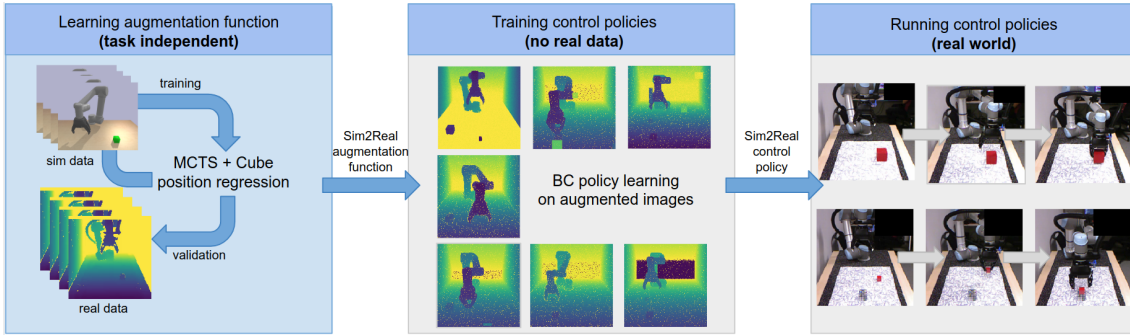 Learning augmentation function
(task independent)
training
sim data
MCTS + Cube
position regression
validation
real data
Sim2Real
augmentation
function
Training control policies
(no real data)
BC policy learning
on augmented images
Sim2Real
control
policy
Running control policies
(real world)